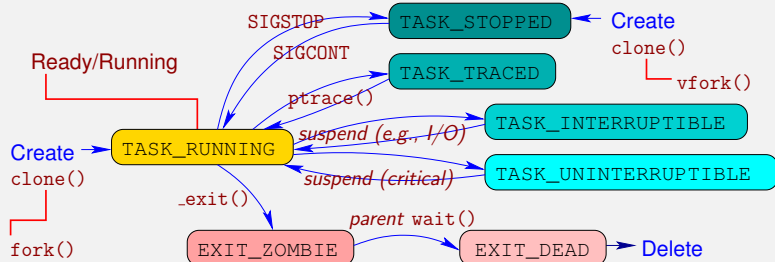 SIGSTOP
TASK_STOPPED
Create
SIGCONT
clone()
Ready/Running
TASK_TRACED
vfork()
ptrace()
TASK_INTERRUPTIBLE
suspend (e.g., I/O)
TASK_RUNNING
Create
TASK_UNINTERRUPTIBLE
suspend (critical)
clone()
_exit()
parent wait()
fork()
EXIT_ZOMBIE
EXIT_DEAD
Delete